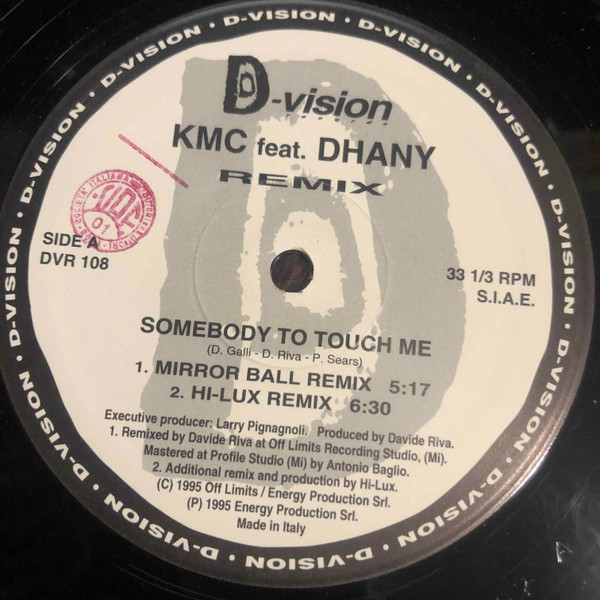 D-VISION • D-VISION • D-VISION • D-VISION • D-VISION • D-VISION • D-VISION • D-VISION • D-VISION • D-VISION • D-VISION
D-vision
KMC feat. DHANY
REMIX
01
SIDE A
DVR 108
33 1/3 RPM
S.I.A.E.
SOMEBODY TO TOUCH ME
(D. Galli - D. Riva - P. Sears)
1. MIRROR BALL REMIX 5:17
2. HI-LUX REMIX 6:30
Executive producer: Larry Pignagnoli. Produced by Davide Riva.
1. Remixed by Davide Riva at Off Limits Recording Studio, (Mi).
Mastered at Profile Studio (Mi) by Antonio Baglio.
2. Additional remix and production by Hi-Lux.
(C) 1995 Off Limits / Energy Production Srl.
(P) 1995 Energy Production Srl.
Made in Italy